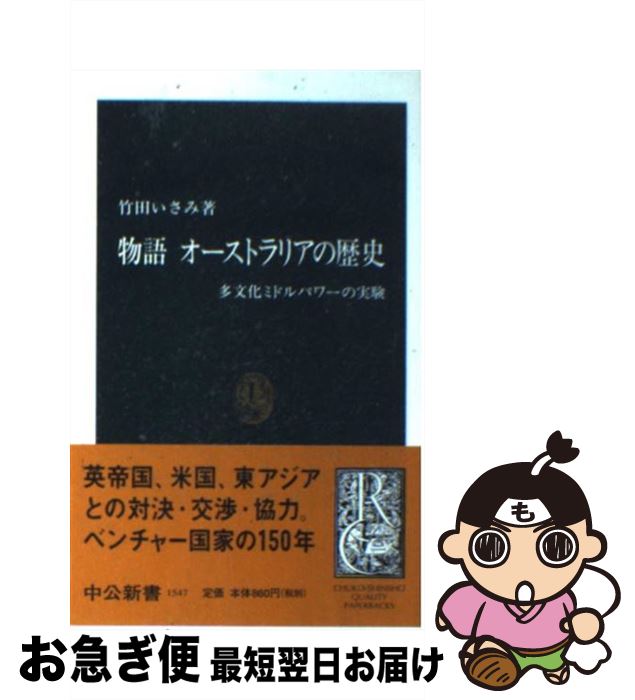 竹田いさみ著
物語 オーストラリアの歴史
多文化ミドルパワーの実験
英帝国、米国、東アジア
との対決・交渉・協力。
ベンチャー国家の150年
R
C
中公新書 1547 定価 本体860円(税別)
CHUKO-SHINSHO
QUALITY
PAPERBACKS
も
お急ぎ便 最短翌日お届け